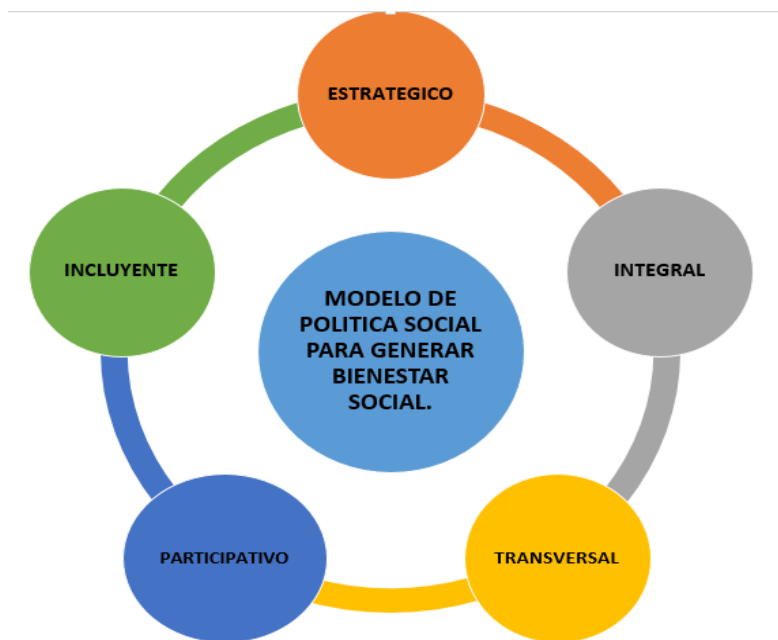 ESTRATEGICO
INCLUYENTE
INTEGRAL
MODELO DE
POLITICA SOCIAL
PARA GENERAR
BIENESTAR
SOCIAL.
PARTICIPATIVO
TRANSVERSAL